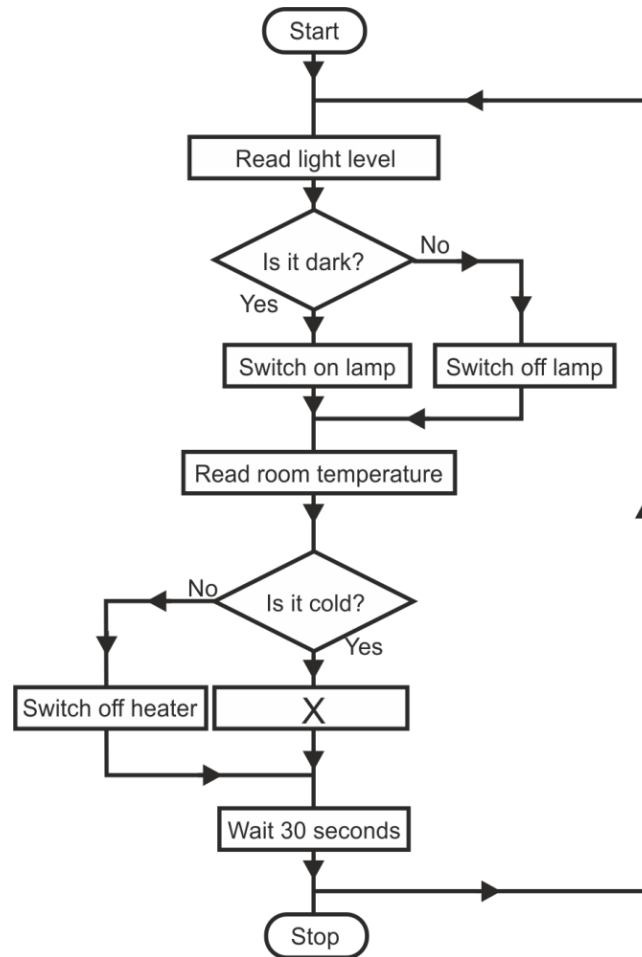 Start
Read light level
Is it dark?
No
Yes
Switch on lamp
Switch off lamp
Read room temperature
No
Is it cold?
Yes
Switch off heater
X
Wait 30 seconds
Stop